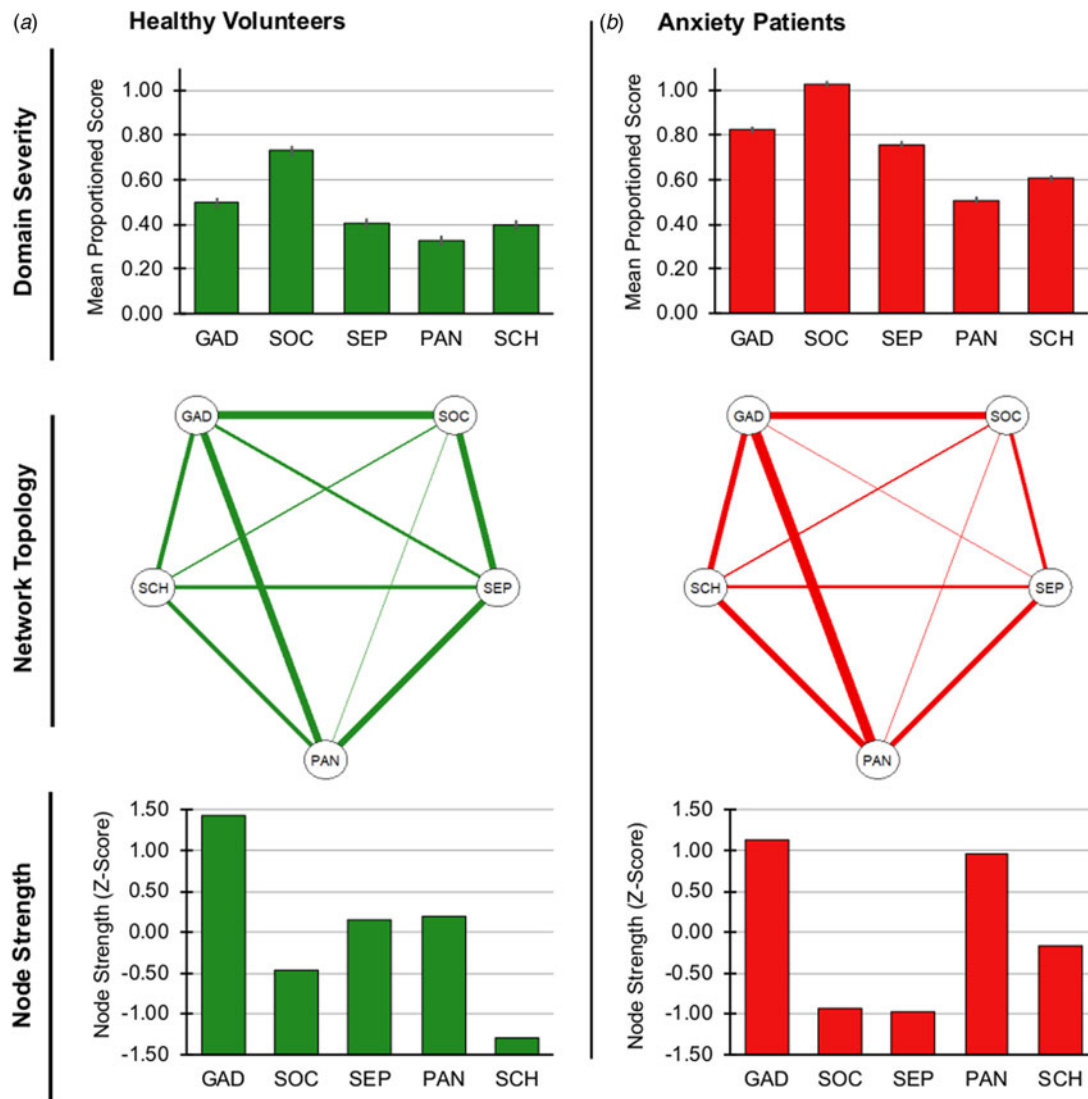 (a)
Healthy Volunteers
Domain Severity
Mean Proportioned Score
1.00
0.80
0.60
0.40
0.20
0.00
GAD SOC SEP PAN SCH
(b)
Anxiety Patients
Mean Proportioned Score
1.00
0.80
0.60
0.40
0.20
0.00
GAD SOC SEP PAN SCH
Network Topology
GAD SOC
SCH SEP
PAN
GAD SOC
SCH SEP
PAN
Node Strength
Node Strength (Z-Score)
1.50
1.00
0.50
0.00
-0.50
-1.00
-1.50
GAD SOC SEP PAN SCH
Node Strength (Z-Score)
1.50
1.00
0.50
0.00
-0.50
-1.00
-1.50
GAD SOC SEP PAN SCH